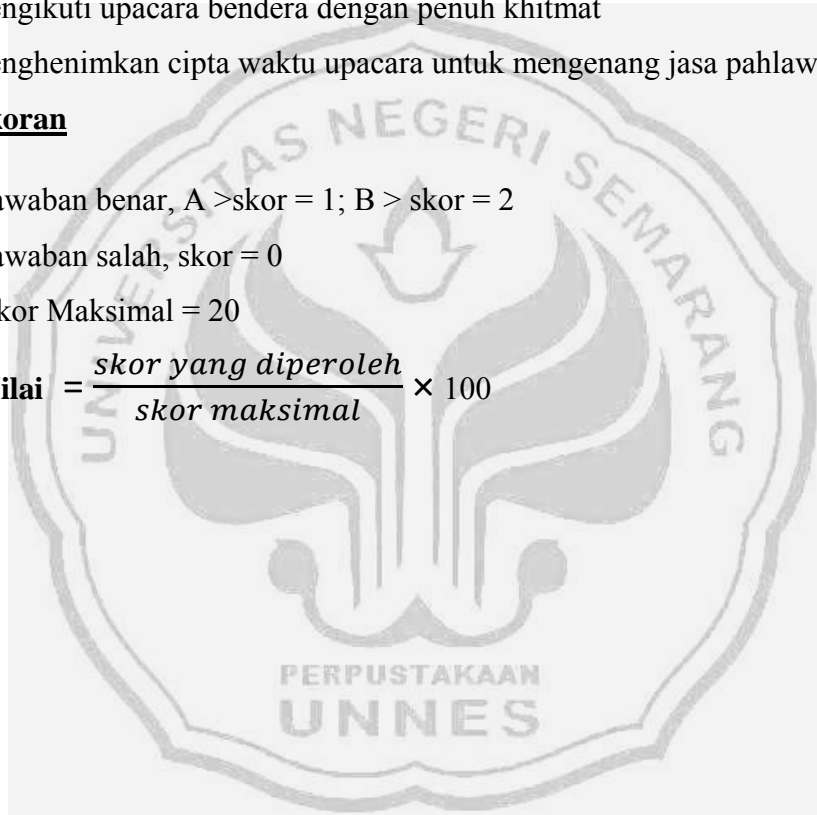 engikuti upacara bendera dengan penuh khitmat
enghenimkan cipta waktu upacara untuk mengenang jasa pahlaw
koran
awaban benar, A >skor = 1; B > skor = 2
awaban salah, skor = 0
kor Maksimal = 20
ilai = skor yang diperoleh / skor maksimal × 100
UNIVERSITAS NEGERI SEMARANG
PERPUSTAKAAN
UNNES